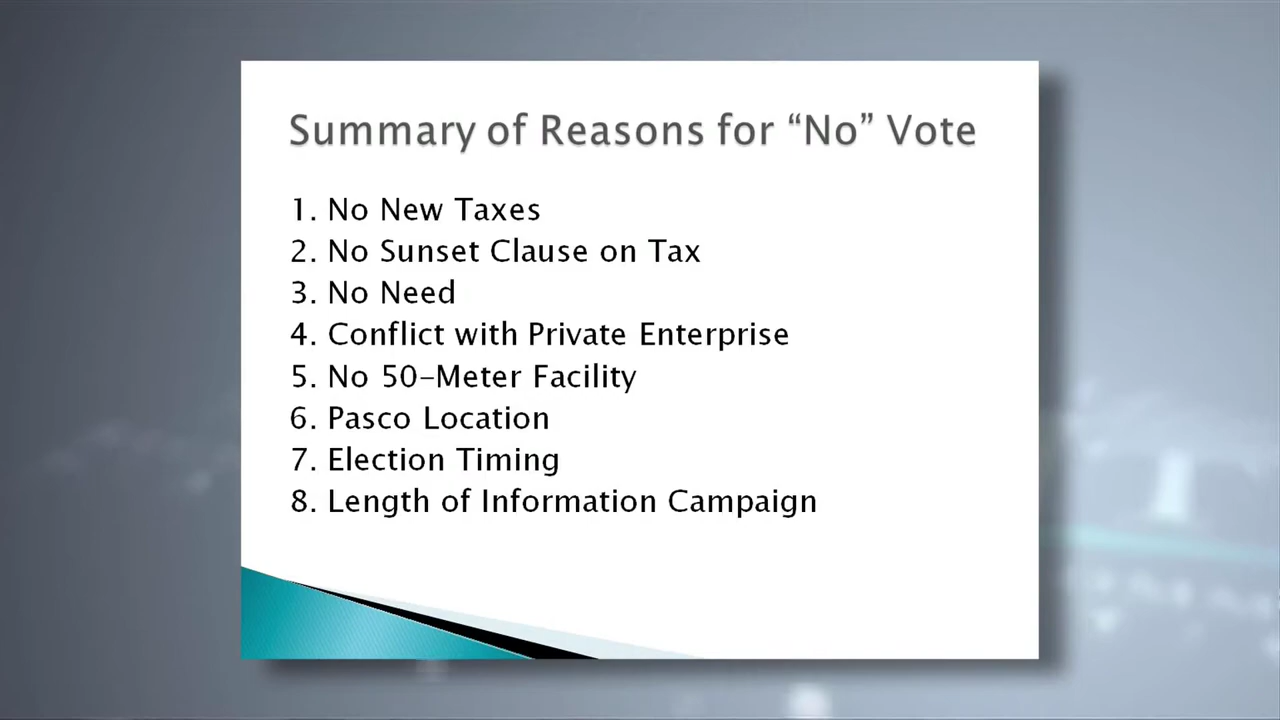 Summary of Reasons for “No” Vote
1. No New Taxes
2. No Sunset Clause on Tax
3. No Need
4. Conflict with Private Enterprise
5. No 50-Meter Facility
6. Pasco Location
7. Election Timing
8. Length of Information Campaign